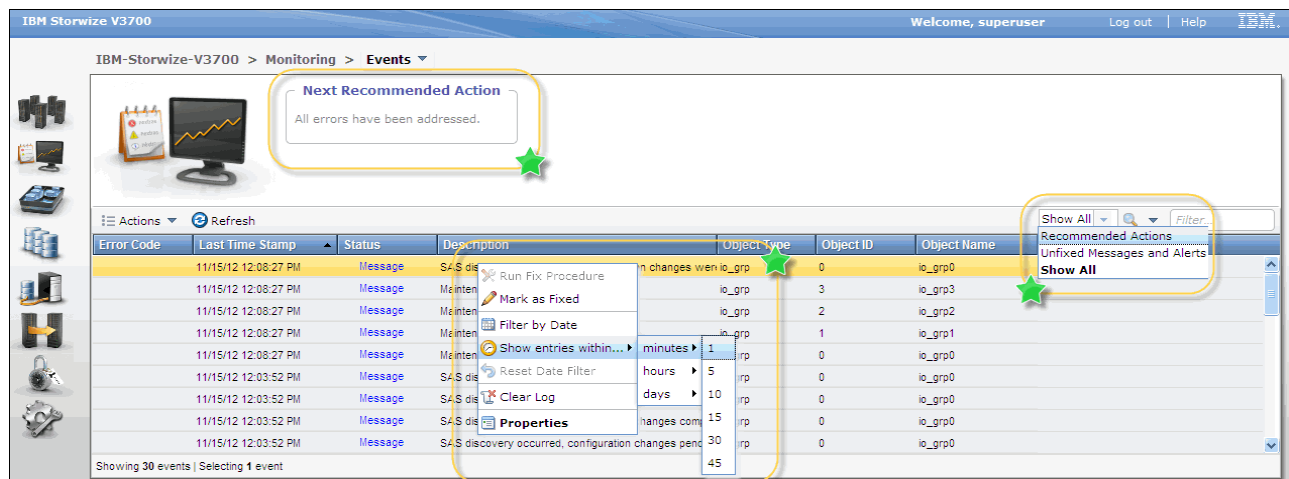 IBM Storwize V3700 Welcome, superuser Log out | Help IBM.
IBM-Storwize-V3700 > Monitoring > Events
Next Recommended Action
All errors have been addressed.
Actions Refresh Show All Filter...
Recommended Actions
Unfixed Messages and Alerts
Show All
Error Code Last Time Stamp Status Description Object Type Object ID Object Name
11/15/12 12:08:27 PM Message SAS dis n changes wer io_grp 0 io_grp0
11/15/12 12:08:27 PM Message Mainten io_grp 3 io_grp3
11/15/12 12:08:27 PM Message Mainten io_grp 2 io_grp2
11/15/12 12:08:27 PM Message Mainten io_grp 1 io_grp1
11/15/12 12:08:27 PM Message Mainten rp 0 io_grp0
11/15/12 12:03:52 PM Message SAS dis rp 0 io_grp0
11/15/12 12:03:52 PM Message SAS dis rp 0 io_grp0
11/15/12 12:03:52 PM Message SAS dis hanges comp rp 0 io_grp0
11/15/12 12:03:52 PM Message SAS discovery occurred, configuration changes pend rp 0 io_grp0
Run Fix Procedure
Mark as Fixed
Filter by Date
Show entries within...
Reset Date Filter
Clear Log
Properties
minutes
hours
days
1
5
10
15
30
45
Showing 30 events | Selecting 1 event